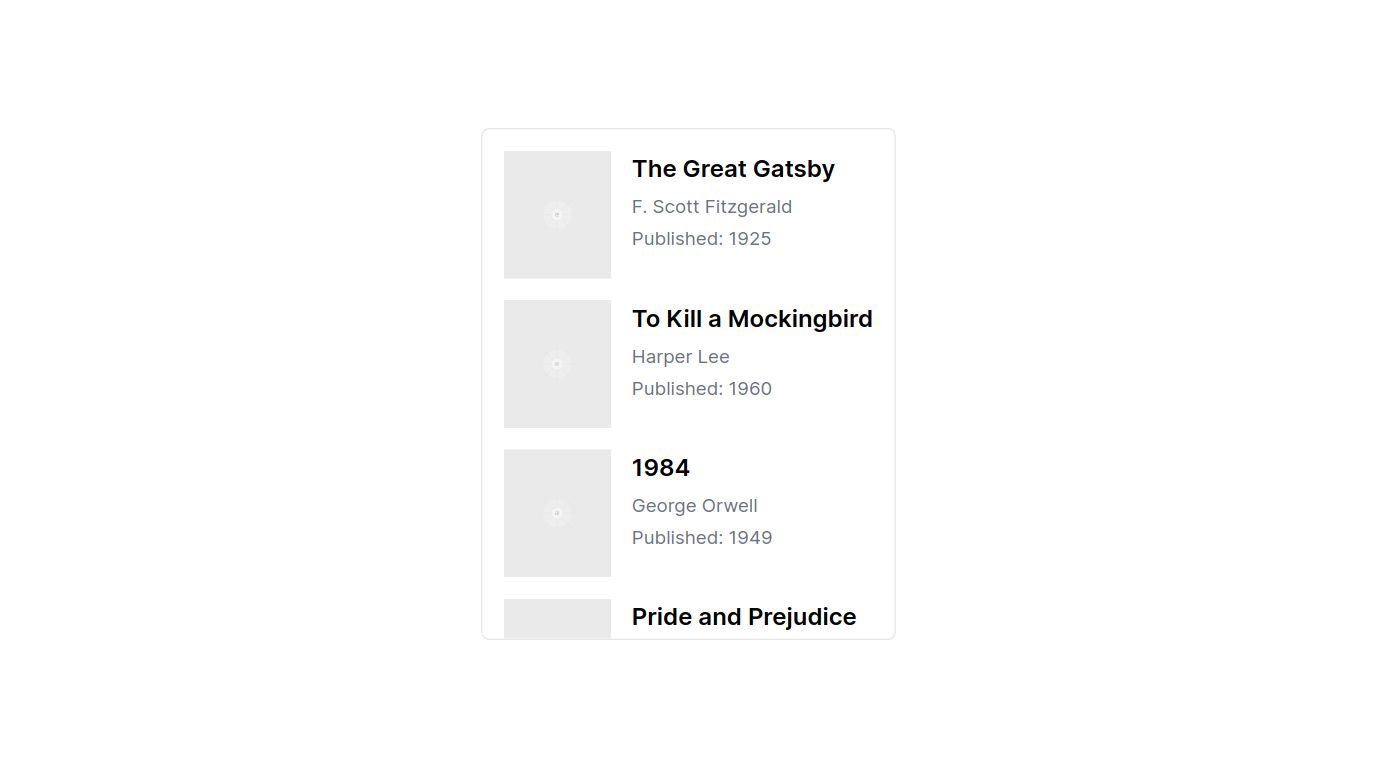 The Great Gatsby
F. Scott Fitzgerald
Published: 1925
To Kill a Mockingbird
Harper Lee
Published: 1960
1984
George Orwell
Published: 1949
Pride and Prejudice